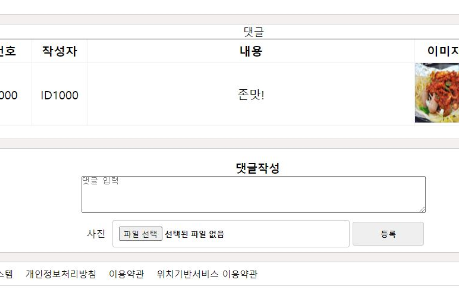 댓글
번호 작성자 내용 이미지
000 ID1000 존맛!
댓글작성
댓글 입력
사진 파일 선택 선택된 파일 없음 등록
스템 개인정보처리방침 이용약관 위치기반서비스 이용약관